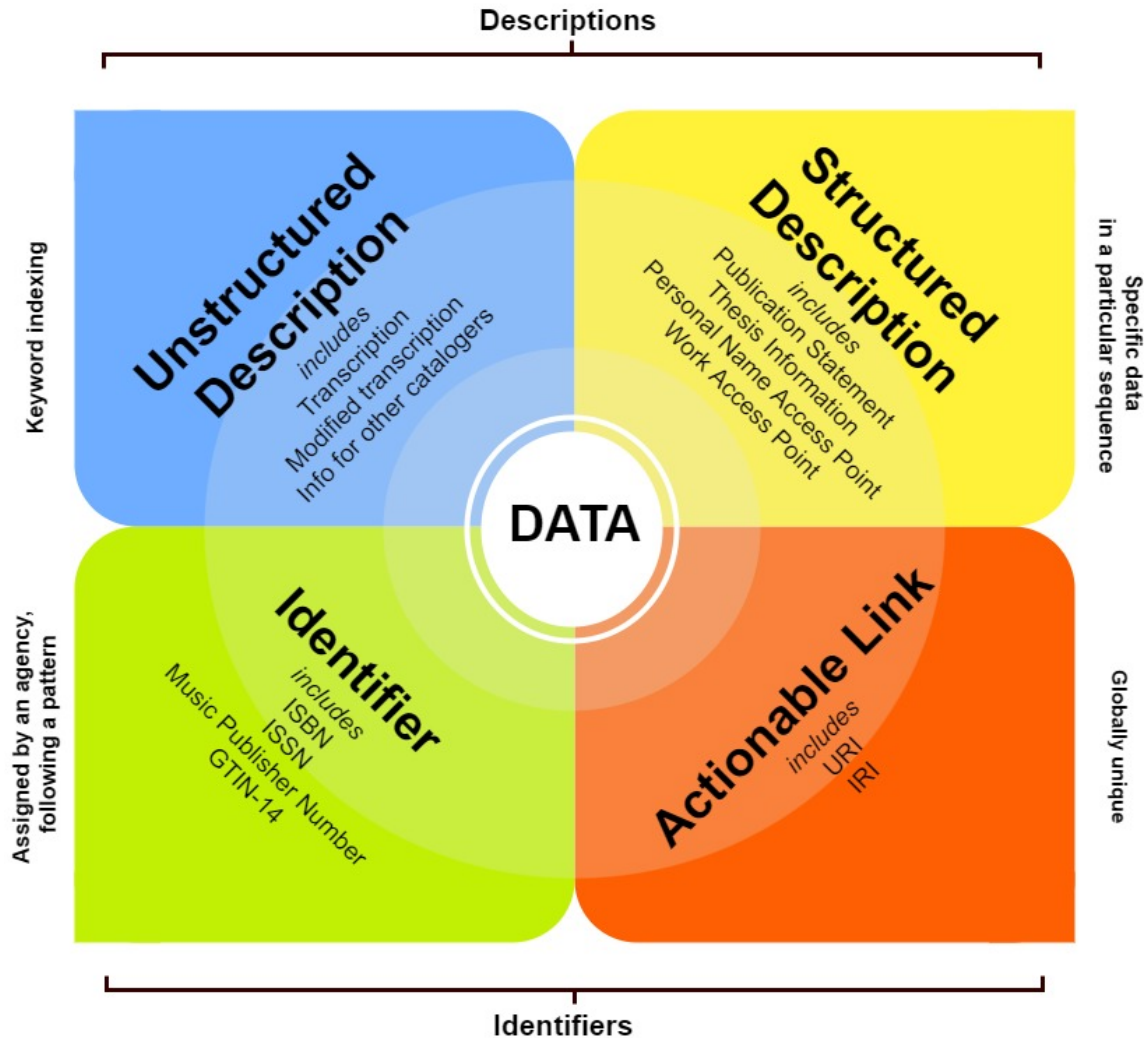 Descriptions
Keyword indexing
Unstructured
Description
includes
Transcription
Modified transcription
Info for other catalogers
Structured
Description
includes
Publication Statement
Thesis Information
Personal Name Access Point
Work Access Point
Specific data
in a particular sequence
DATA
Assigned by an agency,
following a pattern
Identifier
includes
ISBN
ISSN
Music Publisher Number
GTIN-14
Actionable Link
includes
URI
IRI
Globally unique
Identifiers